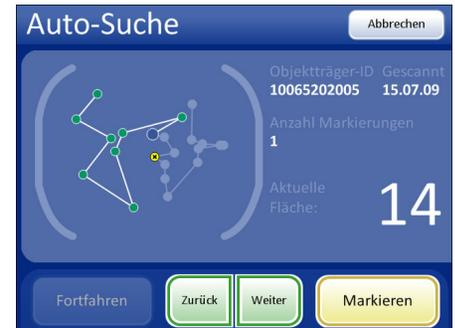 Auto-Suche
Abbrechen
Objektträger-ID Gescannt
10065202005 15.07.09
Anzahl Markierungen
1
Aktuelle
Fläche:
14
Fortfahren
Zurück
Weiter
Markieren